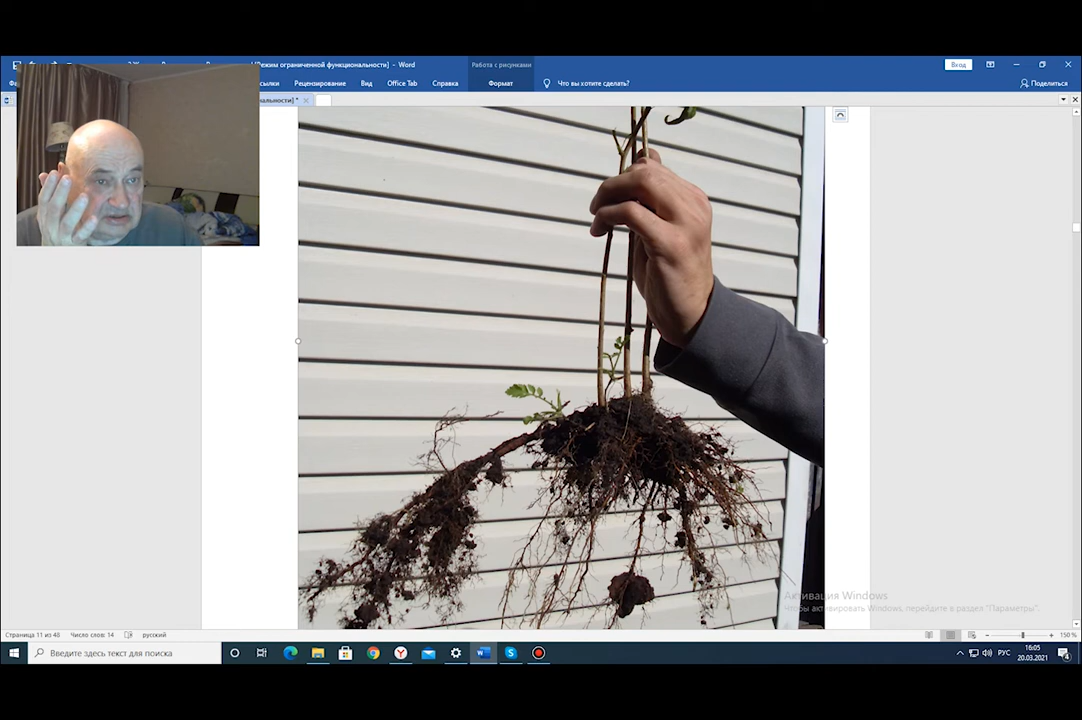 [Режим ограниченной функциональности] - Word
Работа с рисунками
Вход
Рецензирование
Вид
Office Tab
Справка
Формат
Что вы хотите сделать?
Поделиться
Активация Windows
Чтобы активировать Windows, перейдите в раздел "Параметры".
Страница 11 из 48
Число слов: 14
русский
150 %
Введите здесь текст для поиска
РУС
16:05
20.03.2021
4